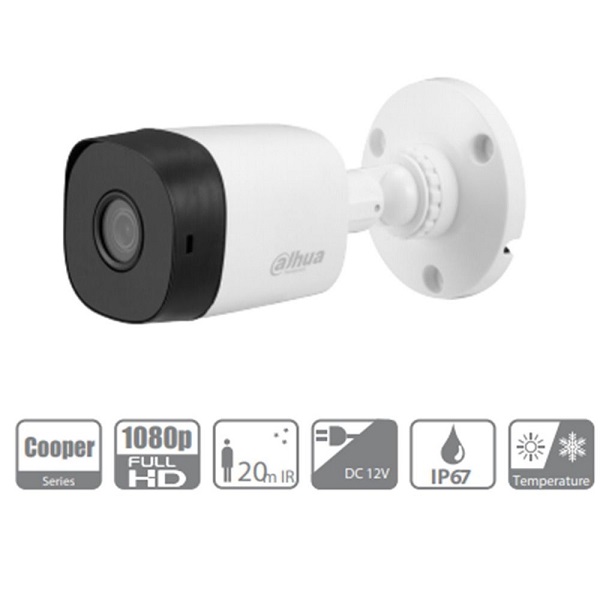 alhua
Cooper
Series
1080p
FULL
HD
20m IR
DC 12V
IP67
Temperature